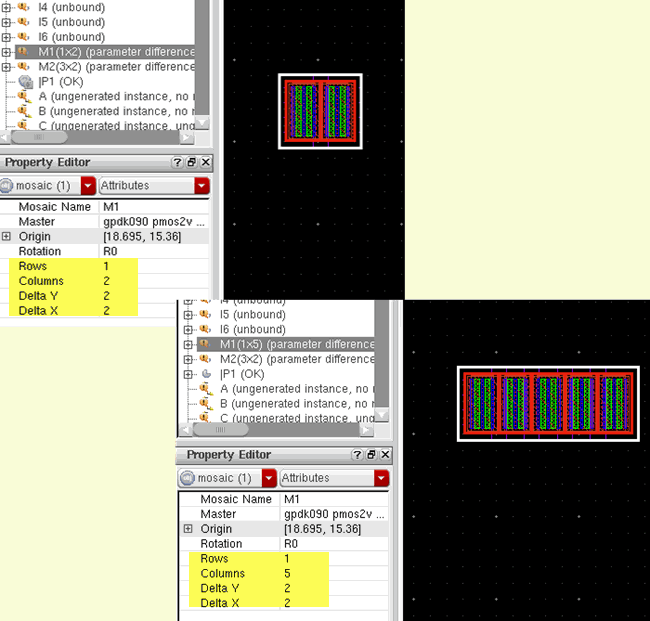 I4 (unbound)
I5 (unbound)
I6 (unbound)
M1(1x2) (parameter difference
M2(3x2) (parameter difference
|P1 (OK)
A (ungenerated instance, no
B (ungenerated instance, no
C (ungenerated instance, ung
Property Editor
mosaic (1) Attributes
Mosaic Name M1
Master gpdk090 pmos2v ...
Origin [18.695, 15.36]
Rotation R0
Rows 1
Columns 2
Delta Y 2
Delta X 2
I4 (unbound)
I5 (unbound)
I6 (unbound)
M1(1x5) (parameter difference
M2(3x2) (parameter difference
|P1 (OK)
A (ungenerated instance, no
B (ungenerated instance, no
C (ungenerated instance, ung
Property Editor
mosaic (1) Attributes
Mosaic Name M1
Master gpdk090 pmos2v ...
Origin [18.695, 15.36]
Rotation R0
Rows 1
Columns 5
Delta Y 2
Delta X 2